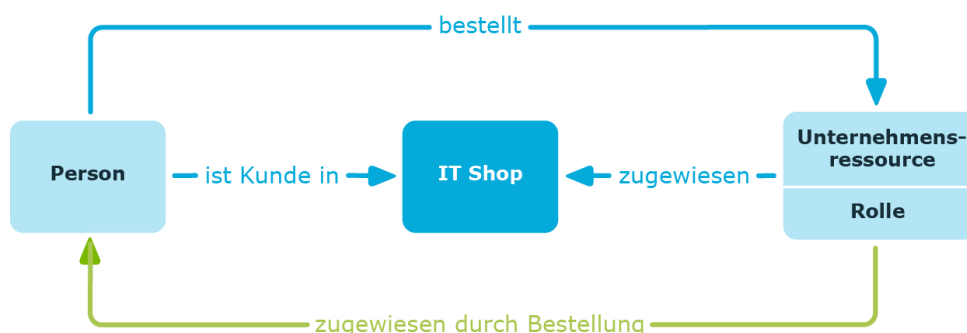 bestellt
Person
ist Kunde in
IT Shop
zugewiesen
Unternehmens-
ressource
Rolle
zugewiesen durch Bestellung